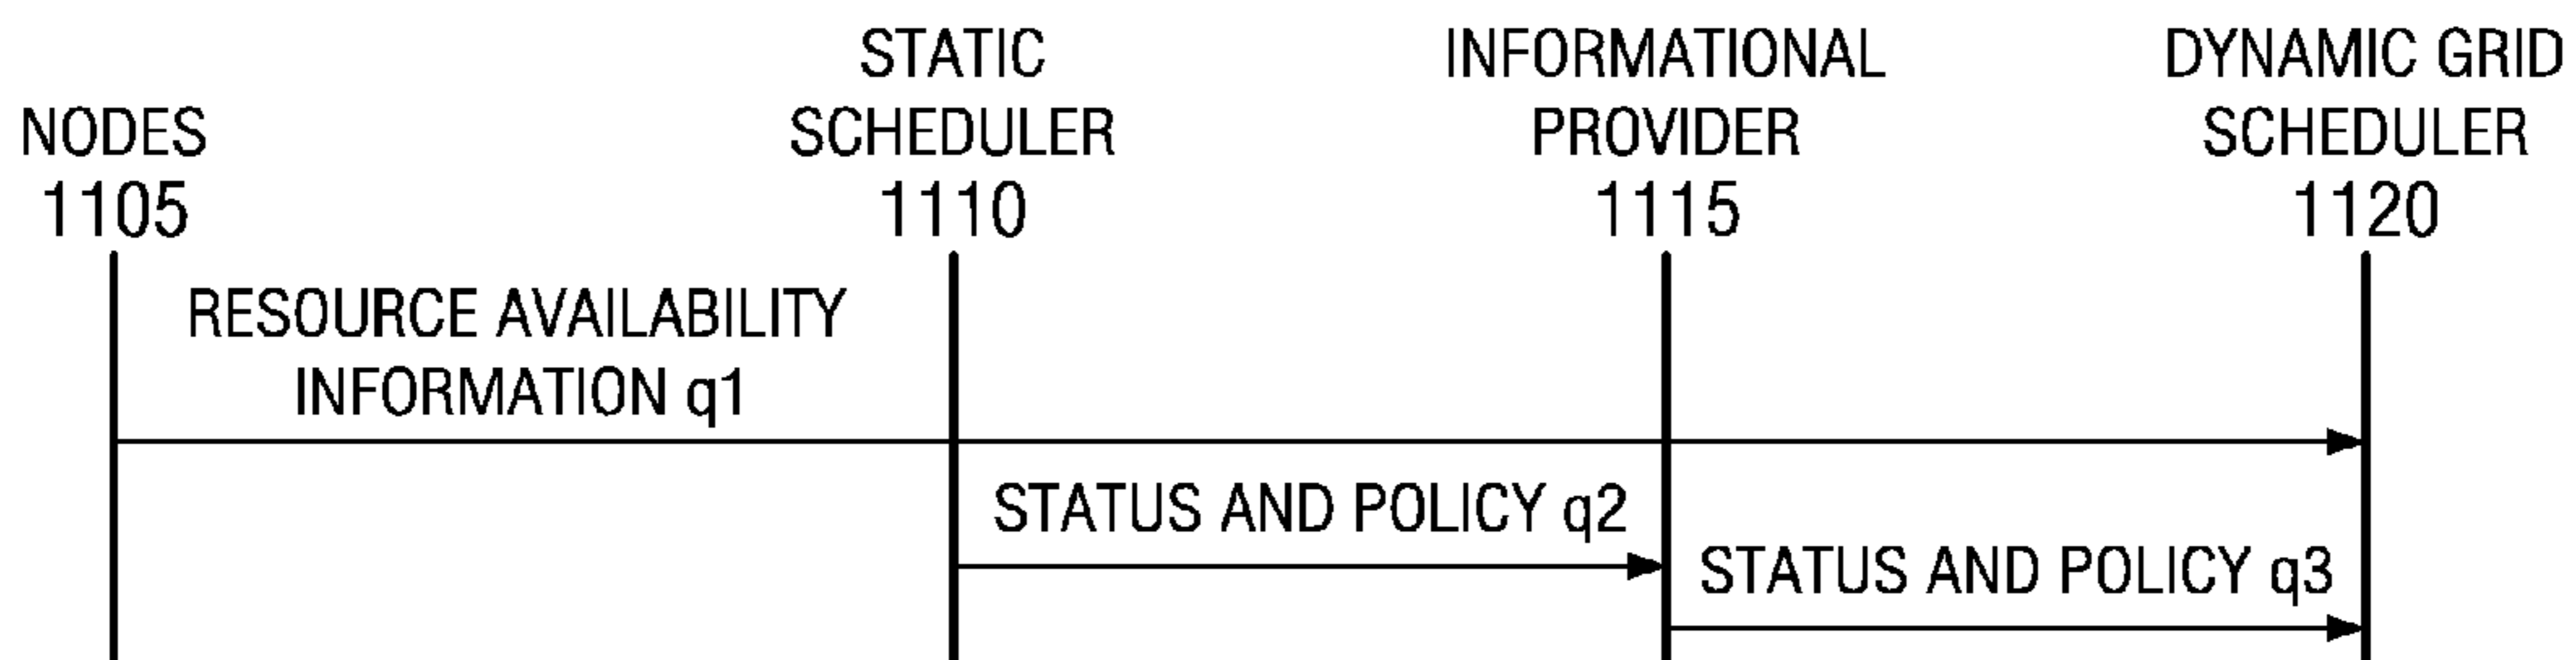 NODES
1105
STATIC
SCHEDULER
1110
INFORMATIONAL
PROVIDER
1115
DYNAMIC GRID
SCHEDULER
1120
RESOURCE AVAILABILITY
INFORMATION q1
STATUS AND POLICY q2
STATUS AND POLICY q3